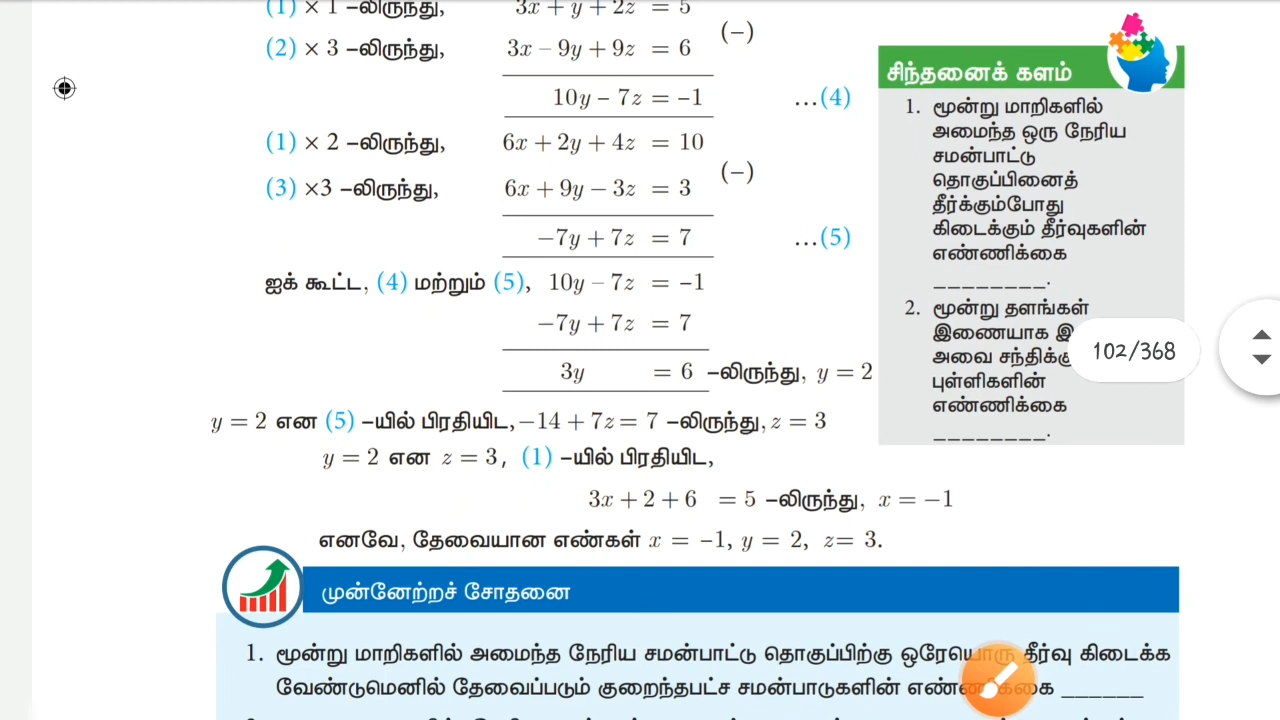 (1) × 1 –லிருந்து, 3x + y + 2z = 5
(2) × 3 –லிருந்து, 3x – 9y + 9z = 6 (–)
10y – 7z = –1 ...(4)
(1) × 2 –லிருந்து, 6x + 2y + 4z = 10
(3) ×3 –லிருந்து, 6x + 9y – 3z = 3 (–)
–7y + 7z = 7 ...(5)
ஐக் கூட்ட, (4) மற்றும் (5), 10y – 7z = –1
–7y + 7z = 7
3y = 6 –லிருந்து, y = 2
y = 2 என (5) –யில் பிரதியிட, –14 + 7z = 7 –லிருந்து, z = 3
y = 2 என z = 3, (1) –யில் பிரதியிட,
3x + 2 + 6 = 5 –லிருந்து, x = –1
எனவே, தேவையான எண்கள் x = –1, y = 2, z= 3.
சிந்தனைக் களம்
1. மூன்று மாறிகளில்
அமைந்த ஒரு நேரிய
சமன்பாட்டு
தொகுப்பினைத்
தீர்க்கும்போது
கிடைக்கும் தீர்வுகளின்
எண்ணிக்கை
________.
2. மூன்று தளங்கள்
இணையாக
அவை
புள்ளிகளின்
எண்ணிக்கை
________.
102/368
முன்னேற்றச் சோதனை
1. மூன்று மாறிகளில் அமைந்த நேரிய சமன்பாட்டு தொகுப்பிற்கு ஒரேயொரு தீர்வு கிடைக்க
வேண்டுமெனில் தேவைப்படும் குறைந்தபட்ச சமன்பாடுகளின் எண்ணிக்கை ______